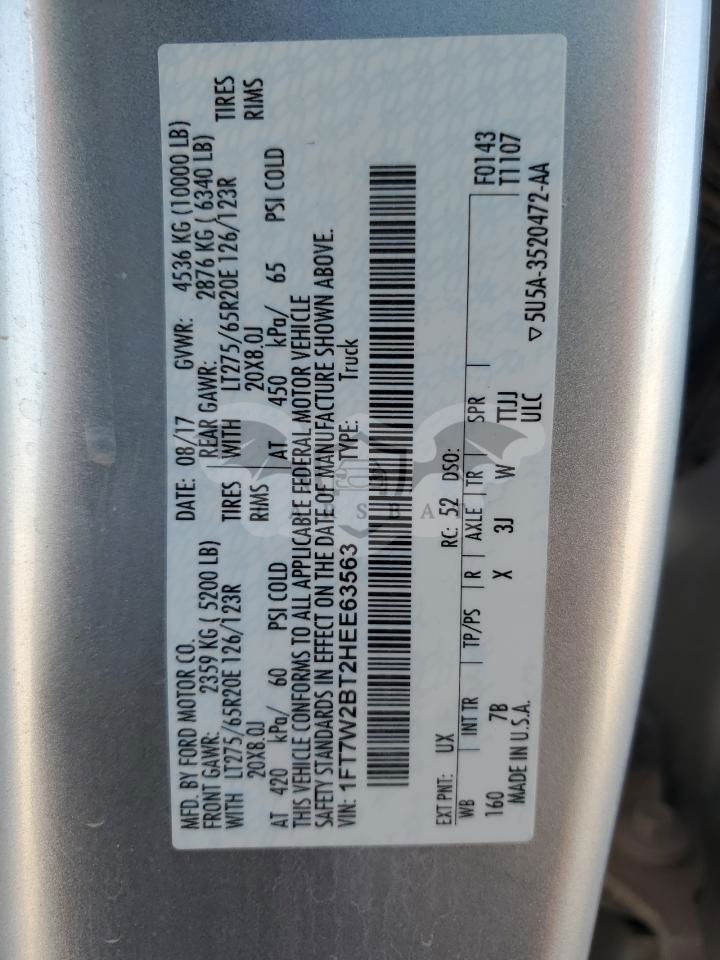 MFD. BY FORD MOTOR CO.
DATE: 08/17 GVWR: 4536 KG (10000 LB)
FRONT GAWR: 2359 KG ( 5200 LB) REAR GAWR: 2876 KG ( 6340 LB)
WITH LT275/65R20E 126/123R TIRES WITH LT275/65R20E 126/123R TIRES
20X8.0J RIMS 20X8.0J RIMS
AT 420 kPa/ 60 PSI COLD AT 450 kPa/ 65 PSI COLD
THIS VEHICLE CONFORMS TO ALL APPLICABLE FEDERAL MOTOR VEHICLE
SAFETY STANDARDS IN EFFECT ON THE DATE OF MANUFACTURE SHOWN ABOVE.
VIN: 1FT7W2BT2HEE63563 TYPE: Truck
EXT PNT: UX RC: 52 DSO:
WB INT TR TP/PS R AXLE TR SPR F0143
160 7B X 3J W TTJJ T1107
MADE IN U.S.A. ULC
▽5U5A-3520472-AA